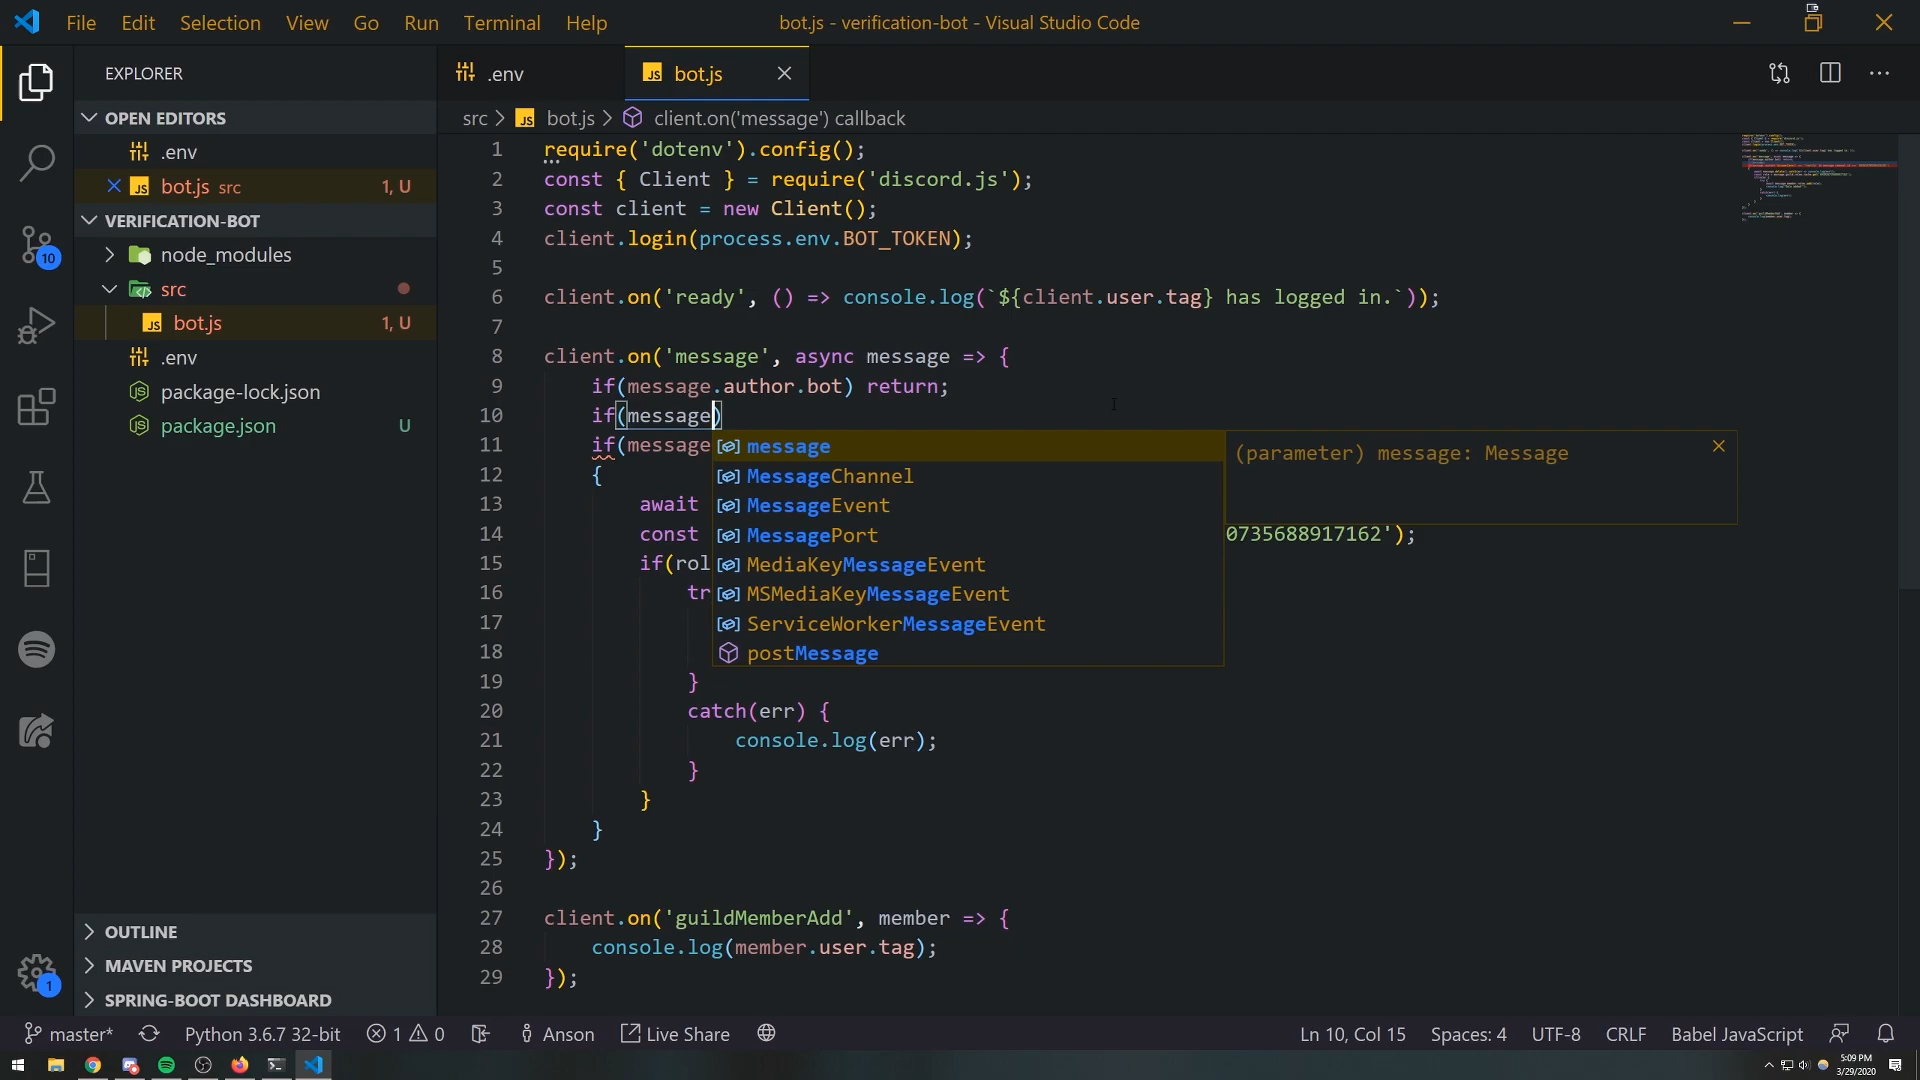 File Edit Selection View Go Run Terminal Help bot.js - verification-bot - Visual Studio Code
EXPLORER
OPEN EDITORS
.env
bot.js src 1, U
VERIFICATION-BOT
node_modules
src
bot.js 1, U
.env
package-lock.json
package.json U
OUTLINE
MAVEN PROJECTS
SPRING-BOOT DASHBOARD
10
1
.env JS bot.js
src > JS bot.js > client.on('message') callback
1 require('dotenv').config();
2 const { Client } = require('discord.js');
3 const client = new Client();
4 client.login(process.env.BOT_TOKEN);
5
6 client.on('ready', () => console.log(`${client.user.tag} has logged in.`));
7
8 client.on('message', async message => {
9 if(message.author.bot) return;
10 if(message)
11 if(message
12 {
13 await
14 const 0735688917162');
15 if(rol
16 tr
17
18
19 }
20 catch(err) {
21 console.log(err);
22 }
23 }
24 }
25 });
26
27 client.on('guildMemberAdd', member => {
28 console.log(member.user.tag);
29 });
message
MessageChannel
MessageEvent
MessagePort
MediaKeyMessageEvent
MSMediaKeyMessageEvent
ServiceWorkerMessageEvent
postMessage
(parameter) message: Message
master* Python 3.6.7 32-bit 1 0 Anson Live Share Ln 10, Col 15 Spaces: 4 UTF-8 CRLF Babel JavaScript
5:09 PM
3/29/2020